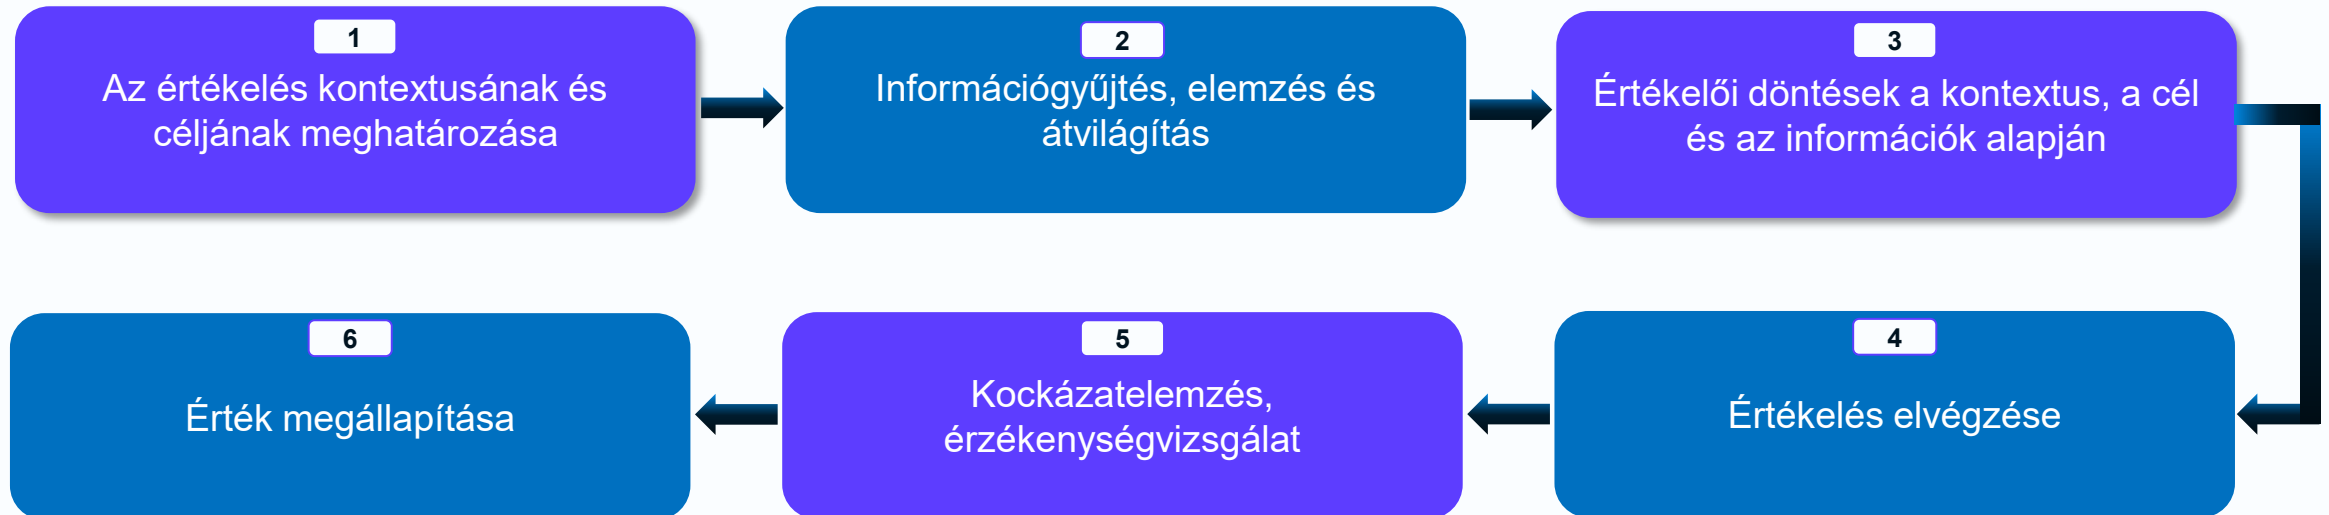 1
Az értékelés kontextusának és
céljának meghatározása
2
Információgyűjtés, elemzés és
átvilágítás
3
Értékelői döntések a kontextus, a cél
és az információk alapján
4
Értékelés elvégzése
5
Kockázatelemzés,
érzékenységvizsgálat
6
Érték megállapítása